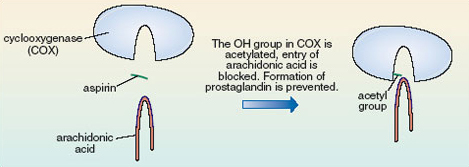 cyclooxygenase
(COX)
aspirin
arachidonic
acid
The OH group in COX is
acetylated, entry of
arachidonic acid is
blocked. Formation of
prostaglandin is prevented.
acetyl
group